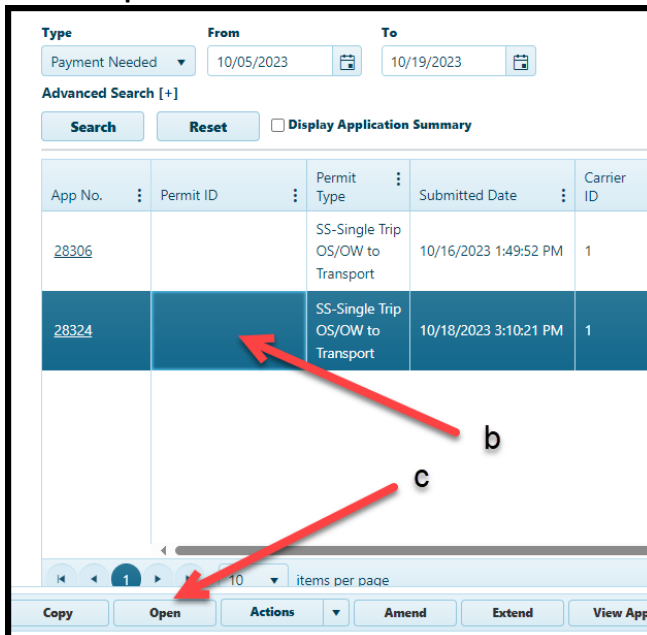 Type From To
Payment Needed 10/05/2023 10/19/2023
Advanced Search [+]
Search Reset Display Application Summary
App No. Permit ID Permit Type Submitted Date Carrier ID
28306 SS-Single Trip OS/OW to Transport 10/16/2023 1:49:52 PM 1
28324 SS-Single Trip OS/OW to Transport 10/18/2023 3:10:21 PM 1
b
c
1 10 items per page
Copy Open Actions Amend Extend View App